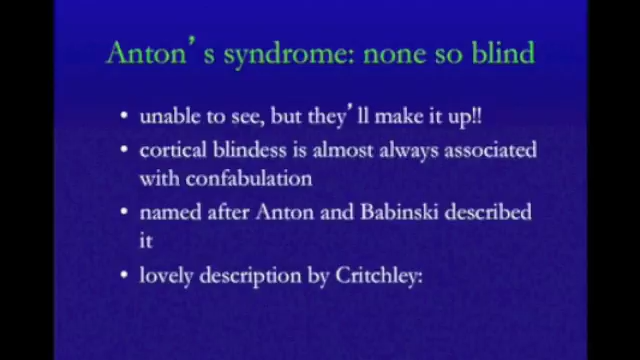 Anton's syndrome: none so blind
• unable to see, but they'll make it up!!
• cortical blindess is almost always associated
with confabulation
• named after Anton and Babinski described
it
• lovely description by Critchley: